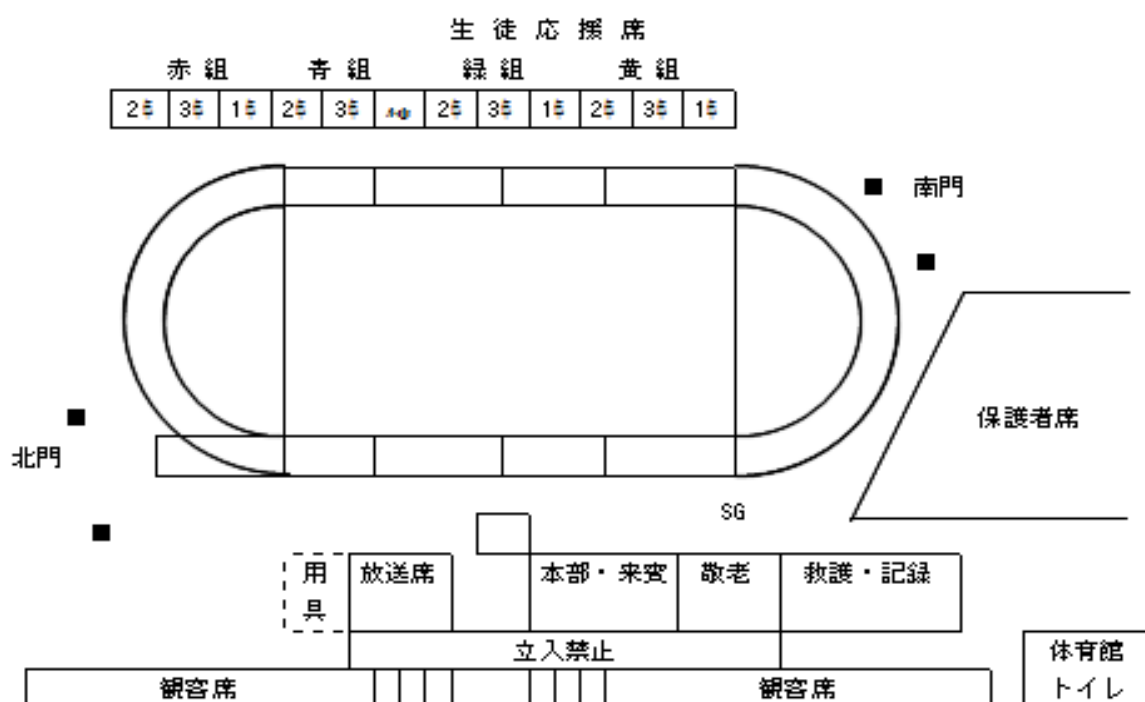 生徒応援席
赤組 青組 緑組 黄組
2年 3年 1年 2年 3年 2年 3年 1年 2年 3年 1年
南門
保護者席
北門
SG
用具 放送席 本部・来賓 敬老 救護・記録
立入禁止
体育館
トイレ
観客席 観客席